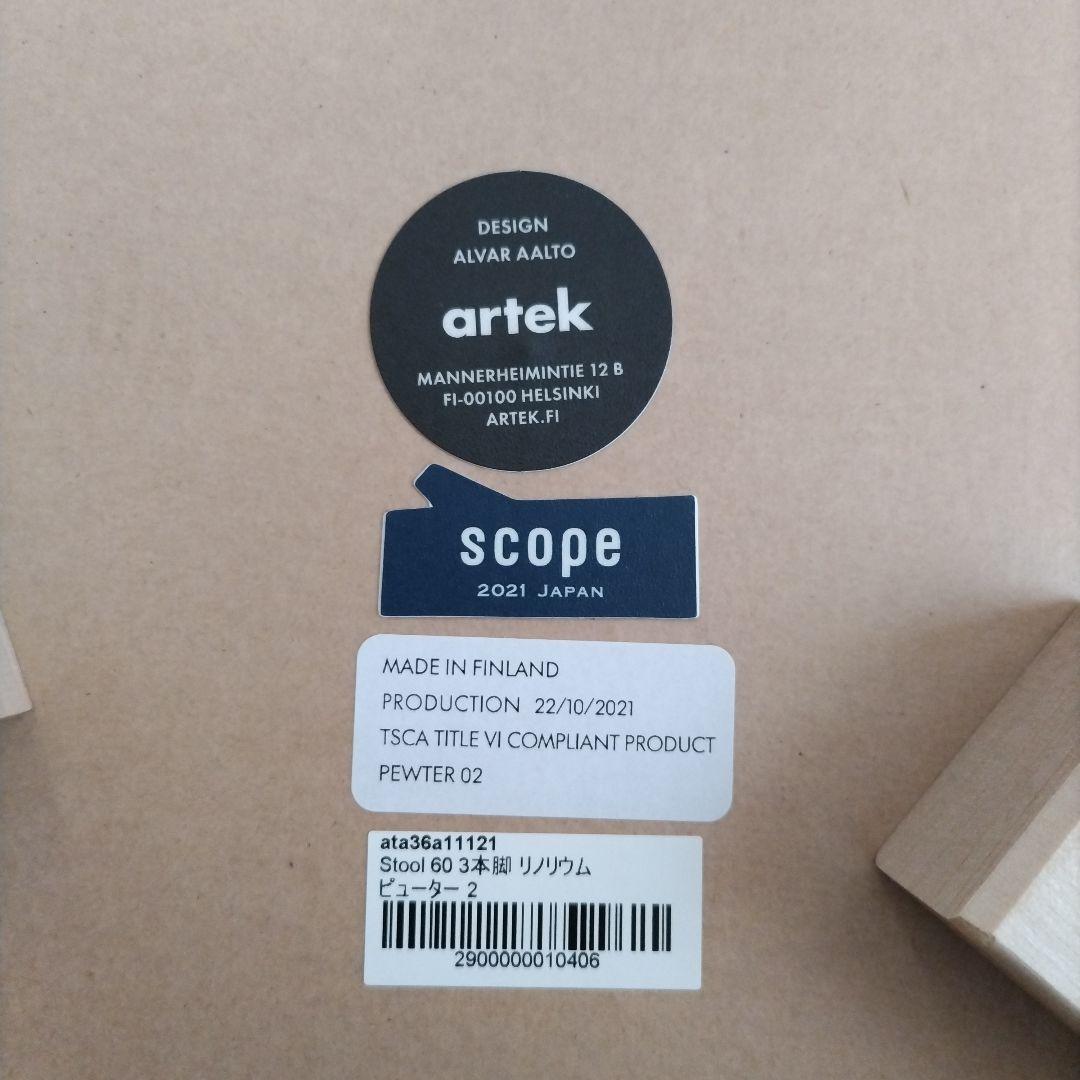 DESIGN
ALVAR AALTO
artek
MANNERHEIMINTIE 12 B
FI-00100 HELSINKI
ARTEK.FI
scope
2021 JAPAN
MADE IN FINLAND
PRODUCTION 22/10/2021
TSCA TITLE VI COMPLIANT PRODUCT
PEWTER 02
ata36a11121
Stool 60 3本脚 リノリウム
ピューター 2
2900000010406